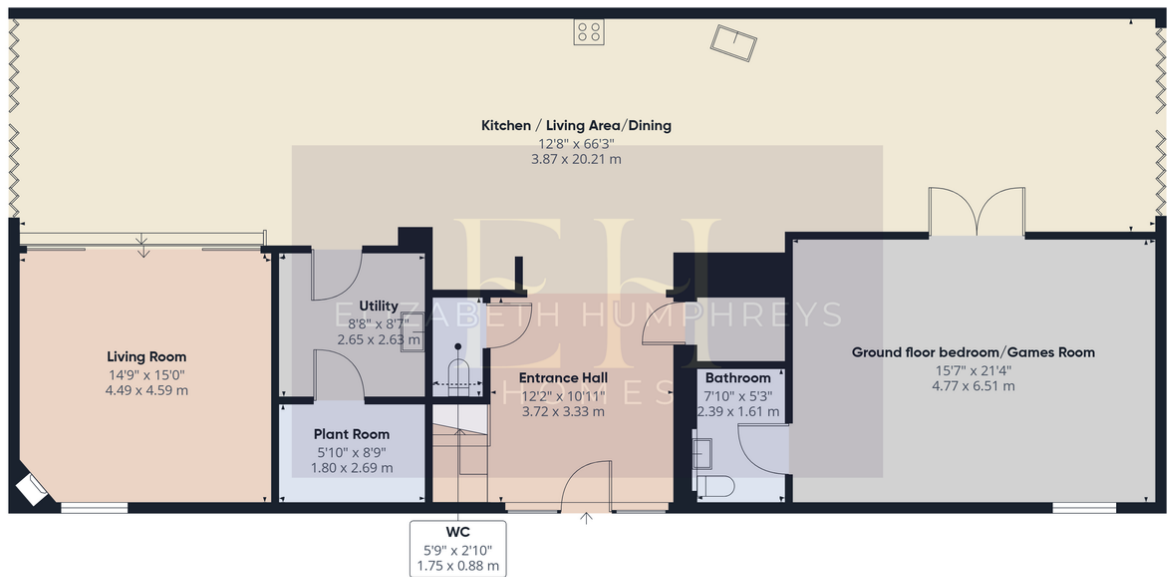 Kitchen / Living Area/Dining
12'8" x 66'3"
3.87 x 20.21 m
EH
ELIZABETH HUMPHREYS
HOMES
Utility
8'8" x 8'7"
2.65 x 2.63 m
Living Room
14'9" x 15'0"
4.49 x 4.59 m
Ground floor bedroom/Games Room
15'7" x 21'4"
4.77 x 6.51 m
Entrance Hall
12'2" x 10'11"
3.72 x 3.33 m
Bathroom
7'10" x 5'3"
2.39 x 1.61 m
Plant Room
5'10" x 8'9"
1.80 x 2.69 m
WC
5'9" x 2'10"
1.75 x 0.88 m